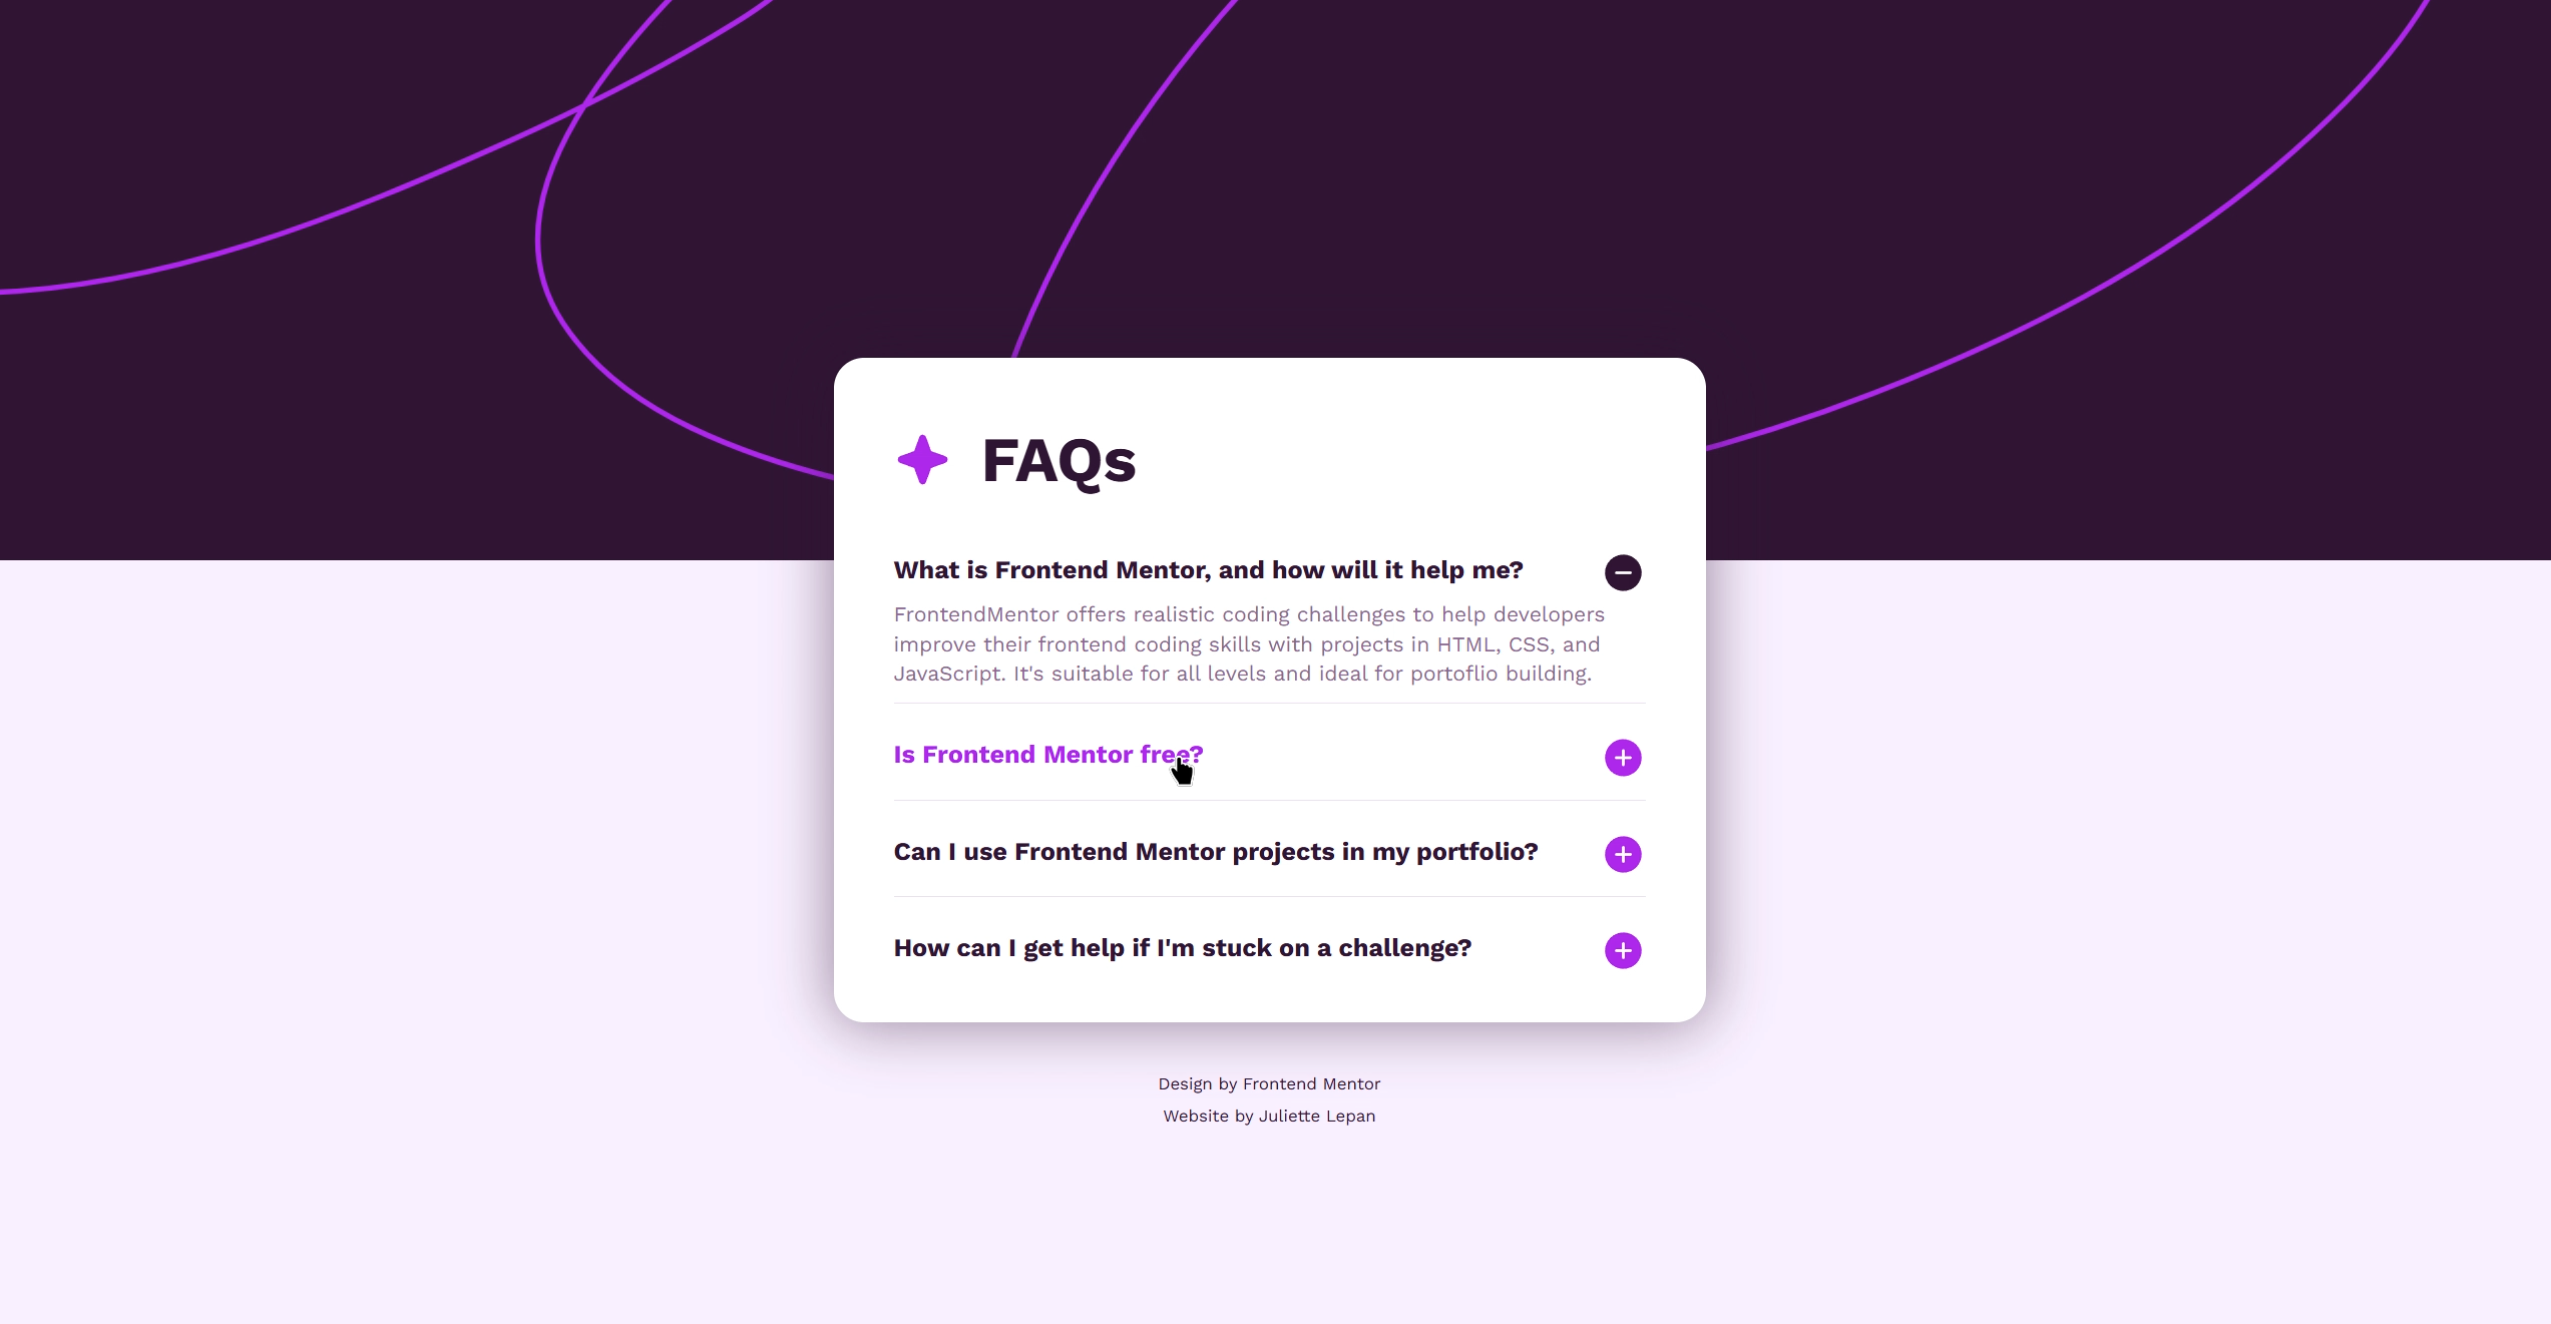 FAQs
What is Frontend Mentor, and how will it help me?
FrontendMentor offers realistic coding challenges to help developers
improve their frontend coding skills with projects in HTML, CSS, and
JavaScript. It's suitable for all levels and ideal for portoflio building.
Is Frontend Mentor free?
Can I use Frontend Mentor projects in my portfolio?
How can I get help if I'm stuck on a challenge?
Design by Frontend Mentor
Website by Juliette Lepan